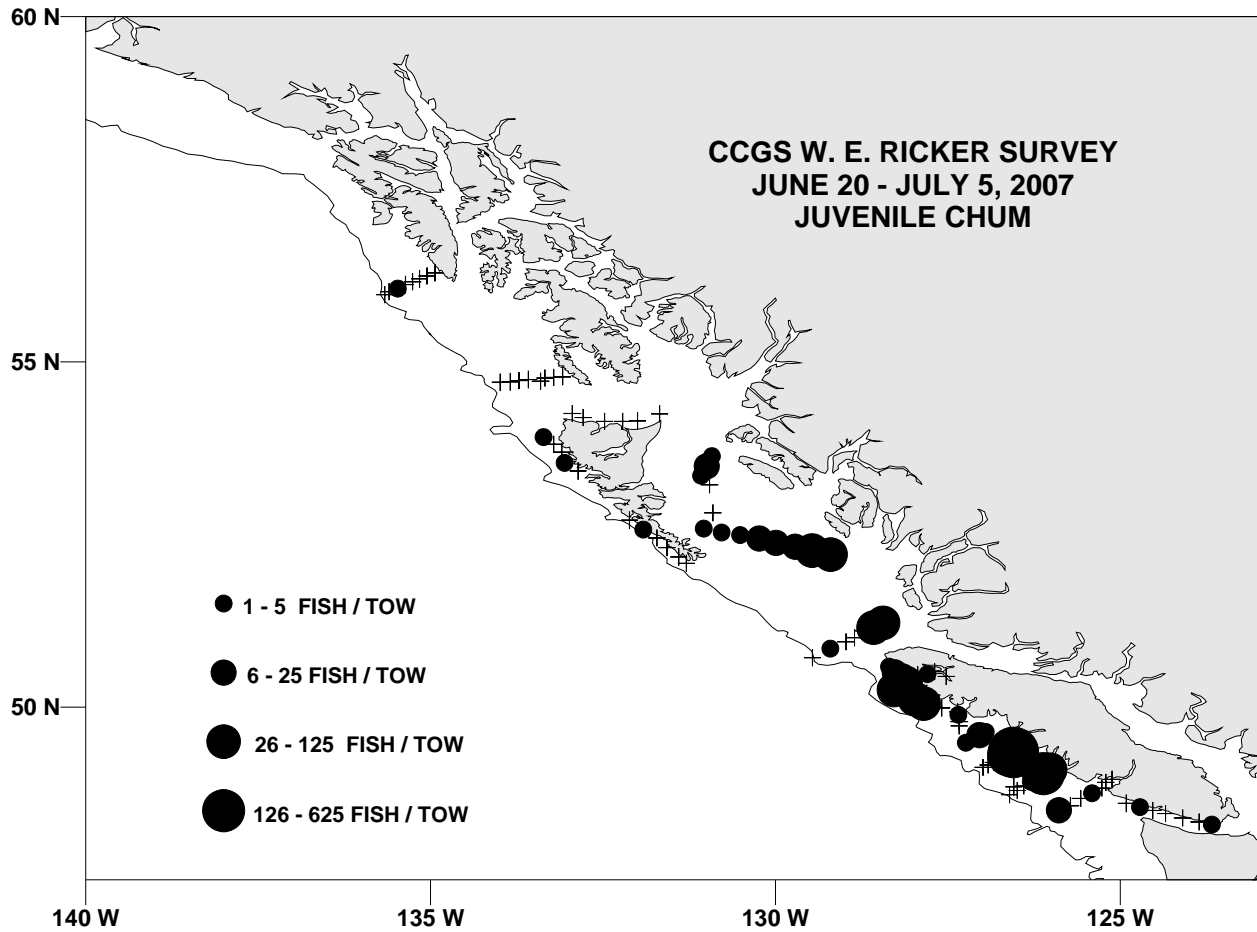 60 N
CCGS W. E. RICKER SURVEY
JUNE 20 - JULY 5, 2007
JUVENILE CHUM
55 N
1 - 5 FISH / TOW
6 - 25 FISH / TOW
50 N
26 - 125 FISH / TOW
126 - 625 FISH / TOW
140 W
135 W
130 W
125 W